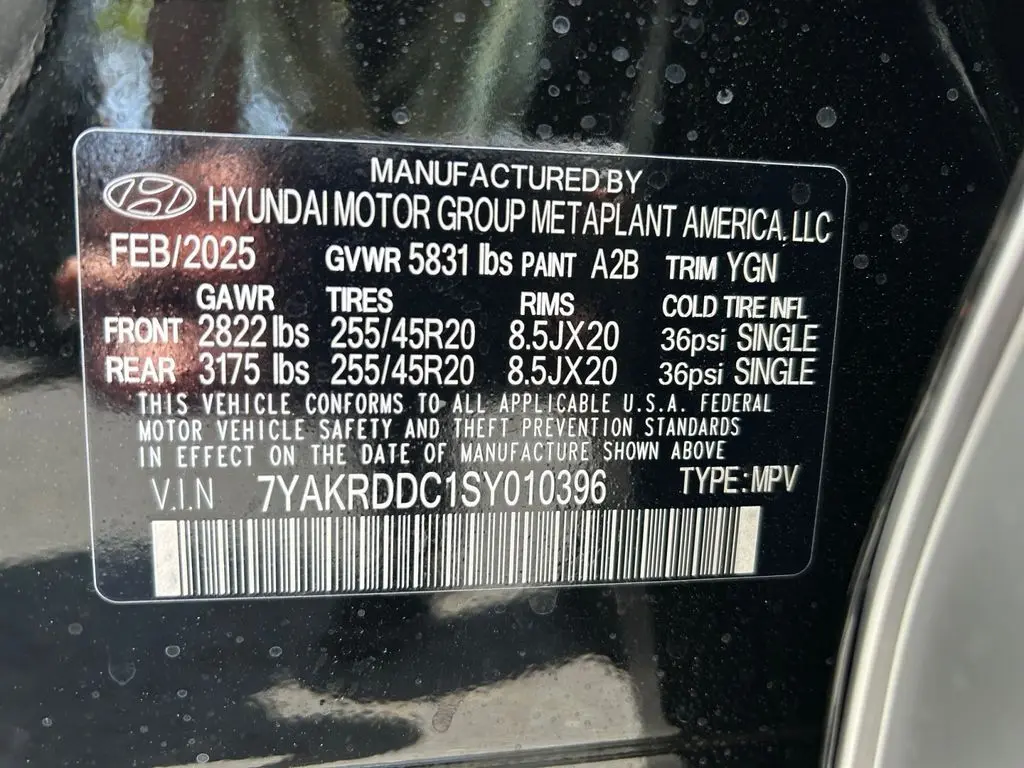 MANUFACTURED BY
HYUNDAI MOTOR GROUP METAPLANT AMERICA, LLC
FEB/2025 GVWR 5831 lbs PAINT A2B TRIM YGN
GAWR TIRES RIMS COLD TIRE INFL
FRONT 2822 lbs 255/45R20 8.5JX20 36psi SINGLE
REAR 3175 lbs 255/45R20 8.5JX20 36psi SINGLE
THIS VEHICLE CONFORMS TO ALL APPLICABLE U.S.A. FEDERAL
MOTOR VEHICLE SAFETY AND THEFT PREVENTION STANDARDS
IN EFFECT ON THE DATE OF MANUFACTURE SHOWN ABOVE
V.I.N 7YAKRDDC1SY010396 TYPE:MPV